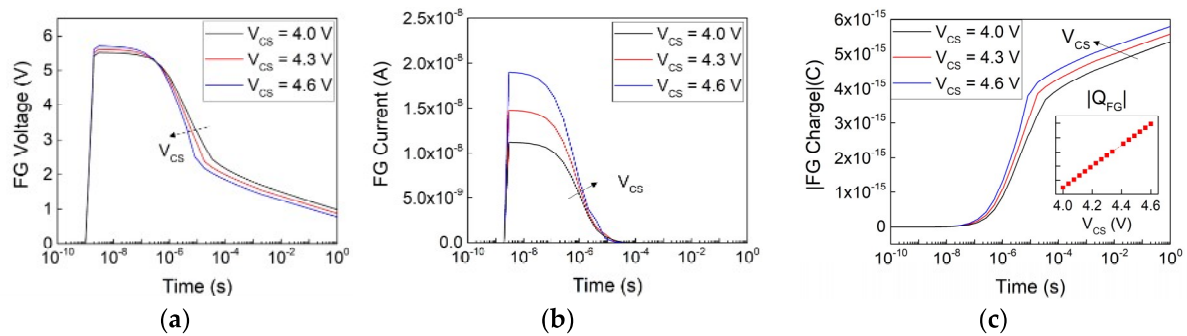 V_CS = 4.0 V
V_CS = 4.3 V
V_CS = 4.6 V
V_CS
FG Voltage (V)
6
5
4
3
2
1
0
10^-10 10^-8 10^-6 10^-4 10^-2 10^0
Time (s)
(a)
2.5x10^-8
2.0x10^-8
1.5x10^-8
1.0x10^-8
5.0x10^-9
0.0
FG Current (A)
V_CS = 4.0 V
V_CS = 4.3 V
V_CS = 4.6 V
V_CS
10^-10 10^-8 10^-6 10^-4 10^-2 10^0
Time (s)
(b)
6x10^-15
5x10^-15
4x10^-15
3x10^-15
2x10^-15
1x10^-15
0
|FG Charge|(C)
V_CS = 4.0 V
V_CS = 4.3 V
V_CS = 4.6 V
V_CS
|Q_FG|
4.0 4.2 4.4 4.6
V_CS (V)
10^-10 10^-8 10^-6 10^-4 10^-2 10^0
Time (s)
(c)